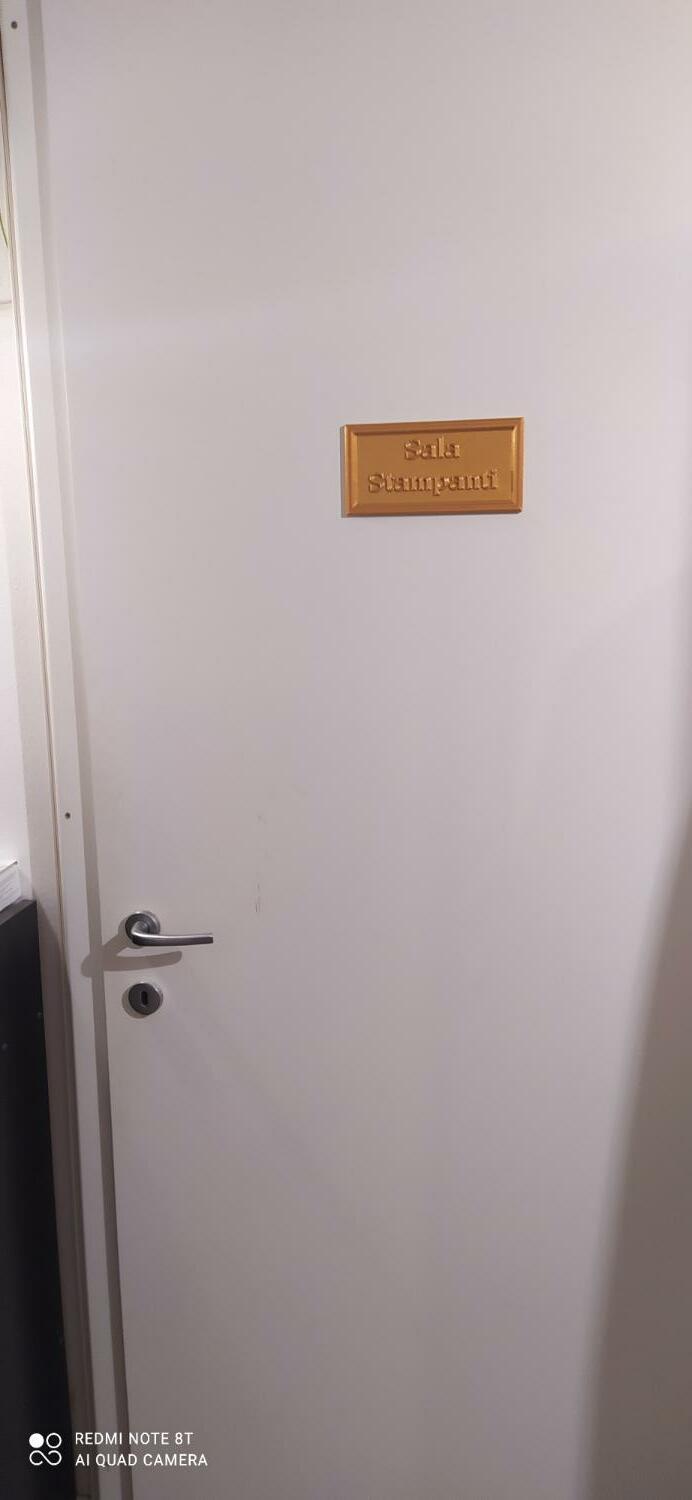 Sala
Stampanti
REDMI NOTE 8T
AI QUAD CAMERA